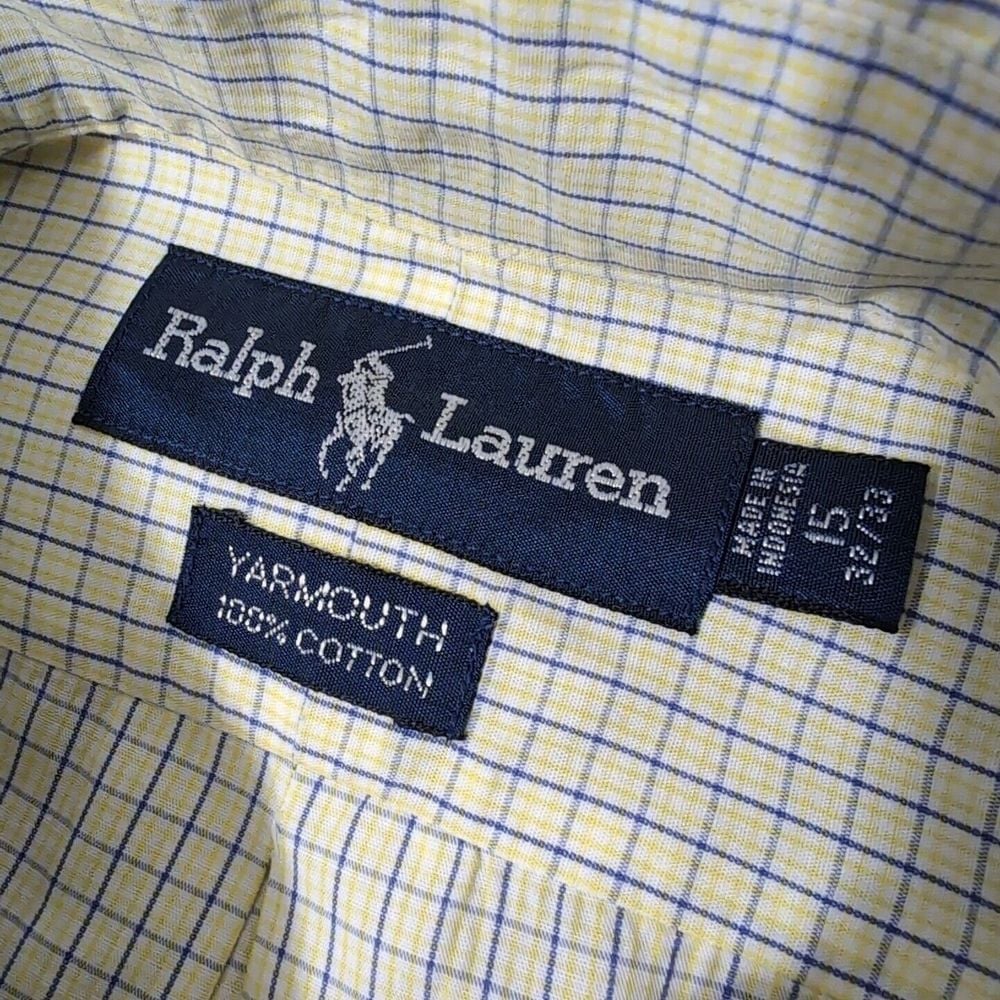 Ralph Lauren
MADE IN
INDONESIA
15
32/33
YARMOUTH
100% COTTON